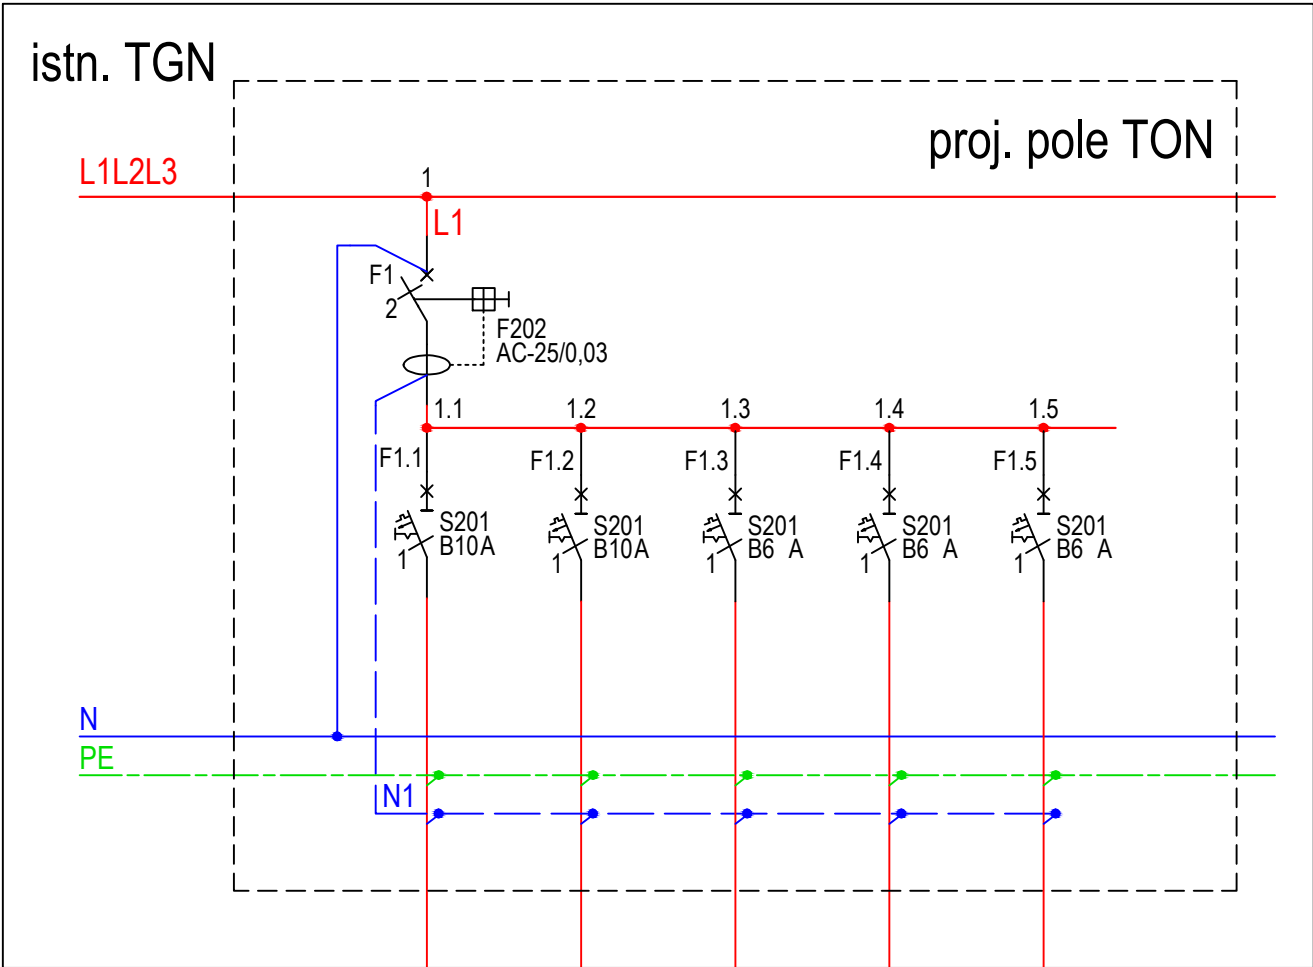 istn. TGN
proj. pole TON
L1L2L3
1
L1
F1
2
F202
AC-25/0,03
1.1
1.2
1.3
1.4
1.5
F1.1
F1.2
F1.3
F1.4
F1.5
S201
B10A
1
S201
B10A
1
S201
B6 A
1
S201
B6 A
1
S201
B6 A
1
N
PE
N1